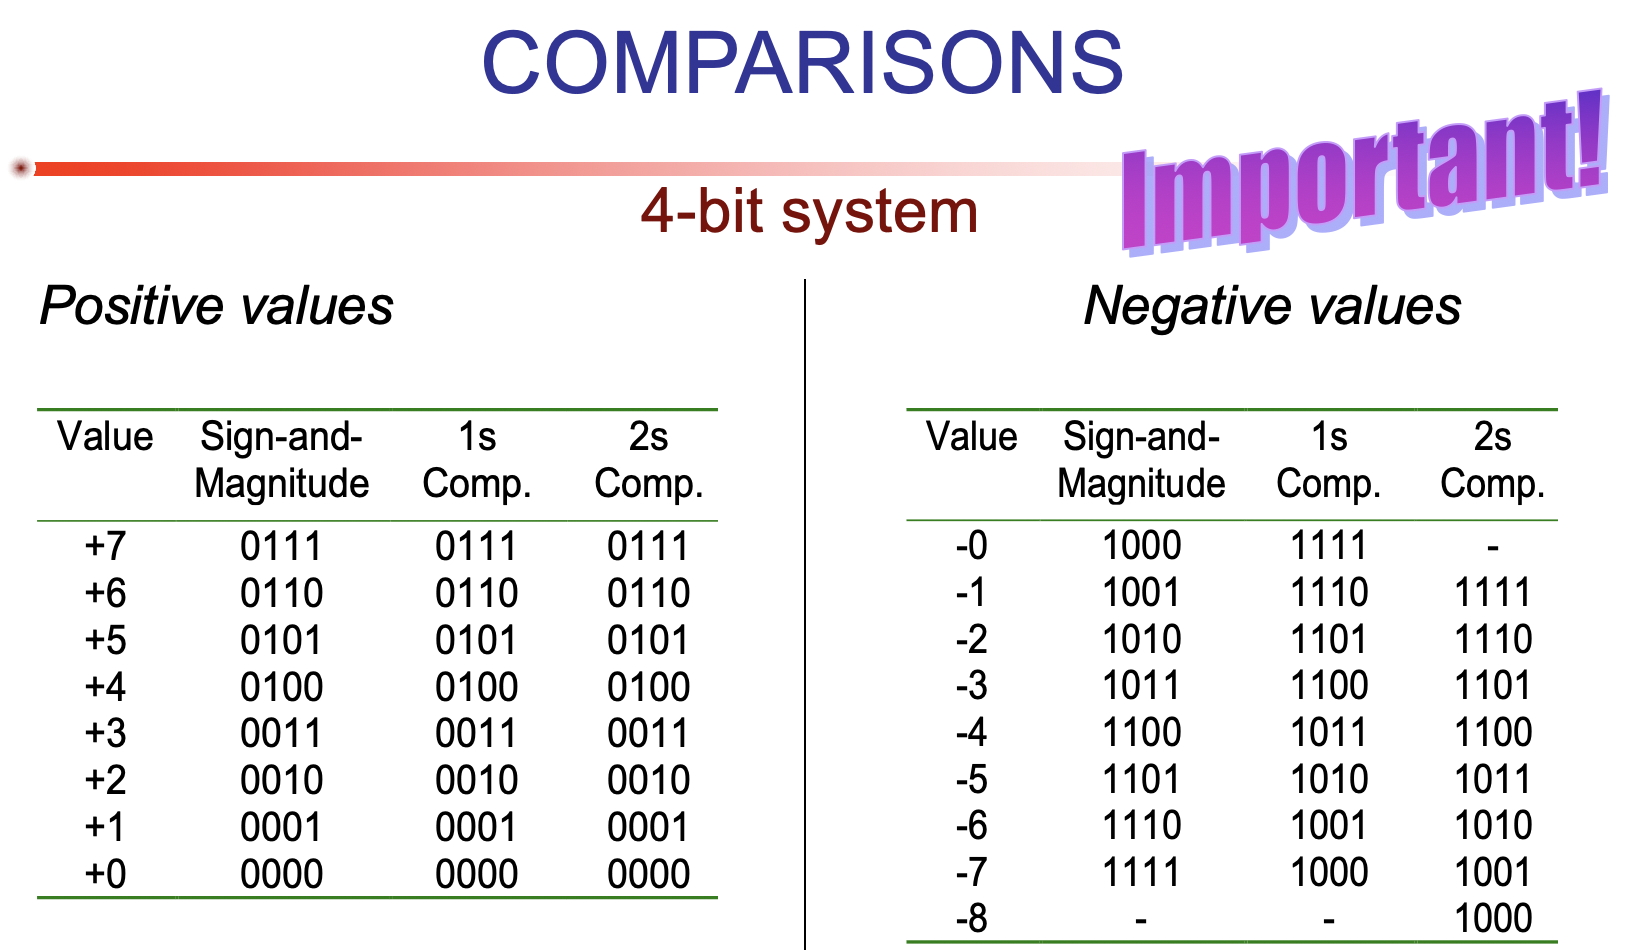 COMPARISONS
Important!
4-bit system
Positive values
Value Sign-and- 1s 2s
Magnitude Comp. Comp.
+7 0111 0111 0111
+6 0110 0110 0110
+5 0101 0101 0101
+4 0100 0100 0100
+3 0011 0011 0011
+2 0010 0010 0010
+1 0001 0001 0001
+0 0000 0000 0000
Negative values
Value Sign-and- 1s 2s
Magnitude Comp. Comp.
-0 1000 1111 -
-1 1001 1110 1111
-2 1010 1101 1110
-3 1011 1100 1101
-4 1100 1011 1100
-5 1101 1010 1011
-6 1110 1001 1010
-7 1111 1000 1001
-8 - - 1000